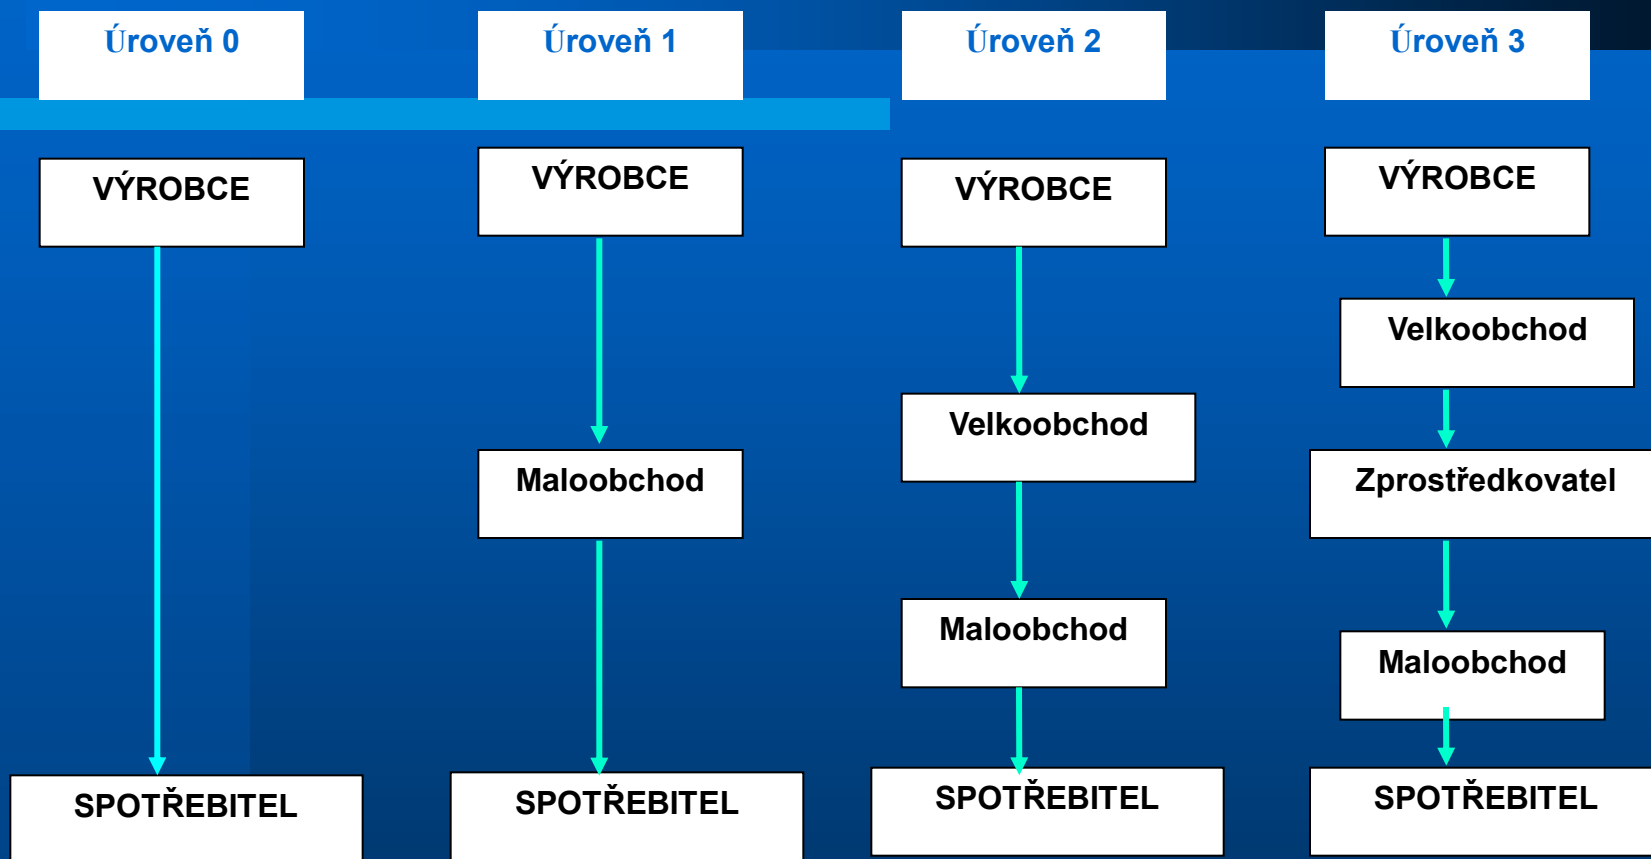 Úroveň 0
Úroveň 1
Úroveň 2
Úroveň 3
VÝROBCE
SPOTŘEBITEL
VÝROBCE
Maloobchod
SPOTŘEBITEL
VÝROBCE
Velkoobchod
Maloobchod
SPOTŘEBITEL
VÝROBCE
Velkoobchod
Zprostředkovatel
Maloobchod
SPOTŘEBITEL